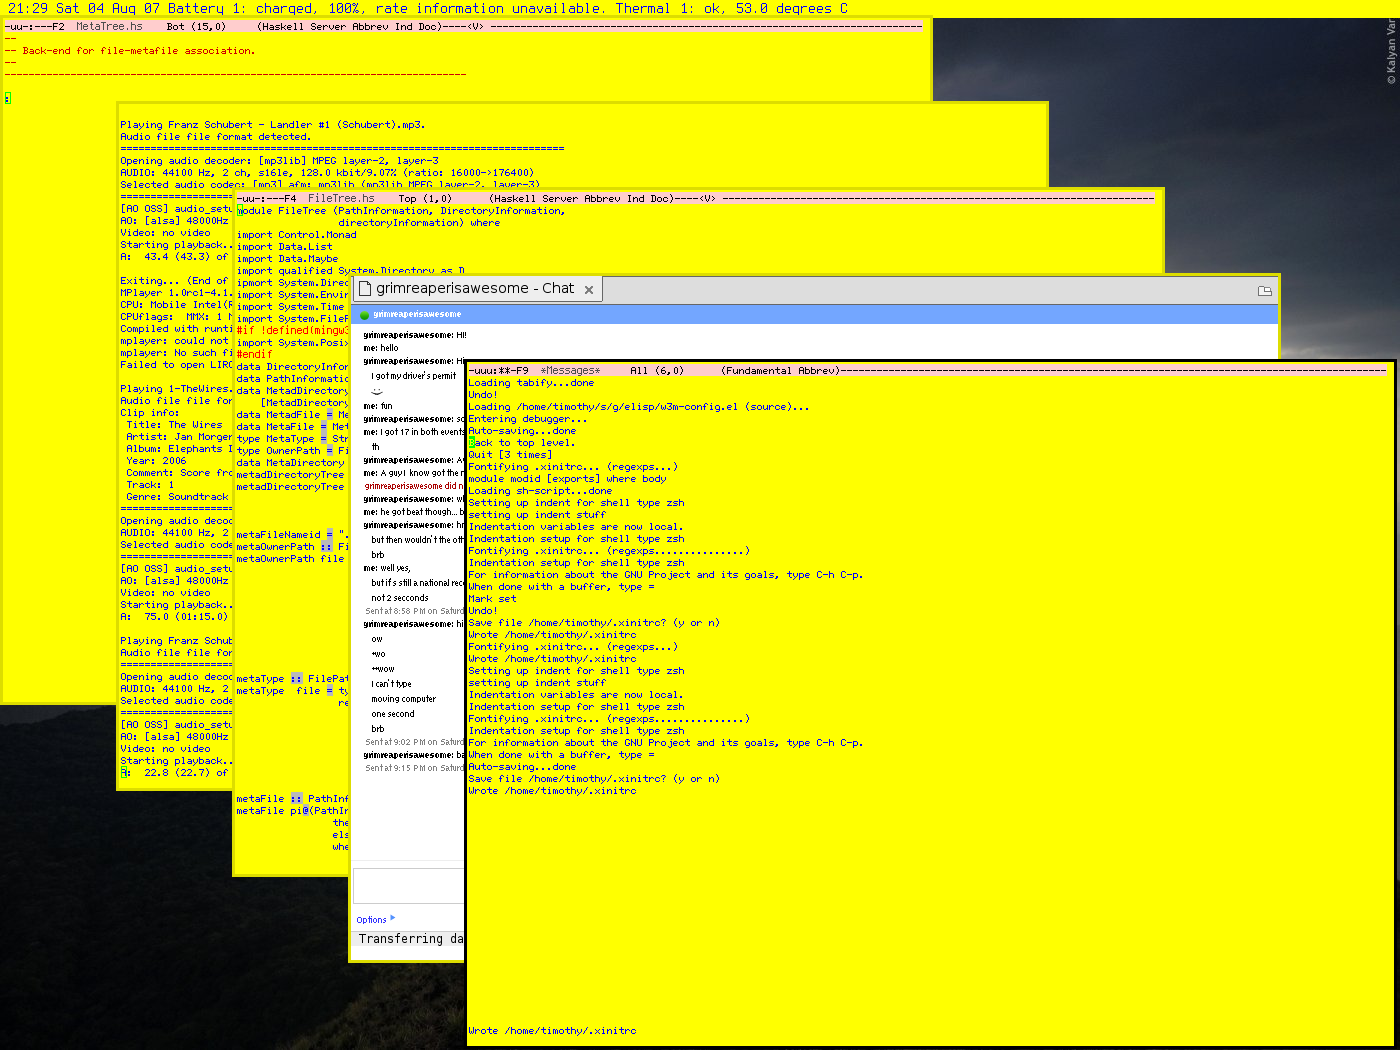 21:29 Sat 04 Aug 07 Battery 1: charged, 100%, rate information unavailable. Thermal 1: ok, 53.0 degrees C
© Kalyan Var
-uu-:---F2  MetaTree.hs    Bot (15,0)     (Haskell Server Abbrev Ind Doc)----<V>
--
-- Back-end for file-metafile association.
--
Playing Franz Schubert - Landler #1 (Schubert).mp3.
Audio file file format detected.
Opening audio decoder: [mp3lib] MPEG layer-2, layer-3
AUDIO: 44100 Hz, 2 ch, s16le, 128.0 kbit/9.07% (ratio: 16000->176400)
Selected audio codec: [mp3] afm: mp3lib (mp3lib MPEG layer-2, layer-3)
[AO OSS] audio_setu
AO: [alsa] 48000Hz
Video: no video
Starting playback..
A:  43.4 (43.3) of
Exiting... (End of
MPlayer 1.0rc1-4.1.
CPU: Mobile Intel(R
CPUflags:  MMX: 1 M
Compiled with runti
mplayer: could not
mplayer: No such fi
Failed to open LIRC
Playing 1-TheWires.
Audio file file for
Clip info:
Title: The Wires
Artist: Jan Morgen
Album: Elephants D
Year: 2006
Comment: Score fro
Track: 1
Genre: Soundtrack
Opening audio decod
AUDIO: 44100 Hz, 2
Selected audio code
[AO OSS] audio_setu
AO: [alsa] 48000Hz
Video: no video
Starting playback..
A:  75.0 (01:15.0)
Playing Franz Schub
Audio file file for
Opening audio decod
AUDIO: 44100 Hz, 2
Selected audio code
[AO OSS] audio_setu
AO: [alsa] 48000Hz
Video: no video
Starting playback..
A:  22.8 (22.7) of
-uu-:---F4  FileTree.hs    Top (1,0)      (Haskell Server Abbrev Ind Doc)----<V>
module FileTree (PathInformation, DirectoryInformation,
directoryInformation) where
import Control.Monad
import Data.List
import Data.Maybe
import qualified System.Directory as D
import System.Direc
import System.Envir
import System.Time
import System.FileP
#if !defined(mingw3
import System.Posix
#endif
data DirectoryInfor
data PathInformatio
data MetadDirectory
[MetadDirectory
data MetadFile = Me
data MetaFile = Met
type MetaType = Str
type OwnerPath = Fi
data MetaDirectory
metadDirectoryTree
metadDirectoryTree
metaFileNameid = ".
metaOwnerPath :: Fi
metaOwnerPath file
metaType :: FilePat
metaType  file = ty
re
metaFile :: PathInf
metaFile pi@(PathIn
the
els
whe
grimreaperisawesome - Chat
grimreaperisawesome
grimreaperisawesome: HI!
me: hello
grimreaperisawesome: Hi
I got my driver's permit
me: fun
grimreaperisawesome: so
me: I got 17 in both events
th
grimreaperisawesome: A
me: A guy I know got the n
grimreaperisawesome did n
grimreaperisawesome: wh
me: he got beat though... b
grimreaperisawesome: hr
but then wouldn't the oth
brb
me: well yes,
but if's still a national reco
not 2 secconds
Sent at 8:58 PM on Saturd
grimreaperisawesome: hi
ow
*wo
**wow
I can't type
moving computer
one second
brb
Sent at 9:02 PM on Saturd
grimreaperisawesome: ba
Sent at 9:15 PM on Saturd
Options
Transferring da
-uuu:**-F9  *Messages*     All (6,0)      (Fundamental Abbrev)
Loading tabify...done
Undo!
Loading /home/timothy/s/g/elisp/w3m-config.el (source)...
Entering debugger...
Auto-saving...done
Back to top level.
Quit [3 times]
Fontifying .xinitrc... (regexps...)
module modid [exports] where body
Loading sh-script...done
Setting up indent for shell type zsh
setting up indent stuff
Indentation variables are now local.
Indentation setup for shell type zsh
Fontifying .xinitrc... (regexps...............)
Indentation setup for shell type zsh
For information about the GNU Project and its goals, type C-h C-p.
When done with a buffer, type =
Mark set
Undo!
Save file /home/timothy/.xinitrc? (y or n)
Wrote /home/timothy/.xinitrc
Fontifying .xinitrc... (regexps...)
Wrote /home/timothy/.xinitrc
Setting up indent for shell type zsh
setting up indent stuff
Indentation variables are now local.
Indentation setup for shell type zsh
Fontifying .xinitrc... (regexps...............)
Indentation setup for shell type zsh
For information about the GNU Project and its goals, type C-h C-p.
When done with a buffer, type =
Auto-saving...done
Save file /home/timothy/.xinitrc? (y or n)
Wrote /home/timothy/.xinitrc
Wrote /home/timothy/.xinitrc